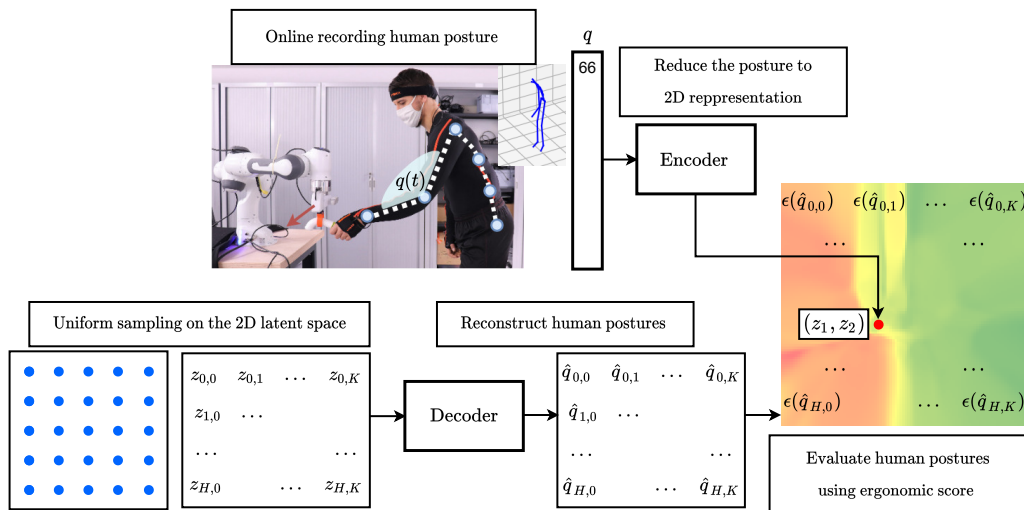 Online recording human posture
q
66
Reduce the posture to
2D reppresentation
q(t)
Encoder
ϵ(q̂0,0) ϵ(q̂0,1) ... ϵ(q̂0,K)
... ...
(z1, z2)
... ...
ϵ(q̂H,0) ... ϵ(q̂H,K)
Uniform sampling on the 2D latent space
Reconstruct human postures
z0,0 z0,1 ... z0,K
z1,0 ...
... ...
zH,0 ... zH,K
Decoder
q̂0,0 q̂0,1 ... q̂0,K
q̂1,0 ...
... ...
q̂H,0 ... q̂H,K
Evaluate human postures
using ergonomic score